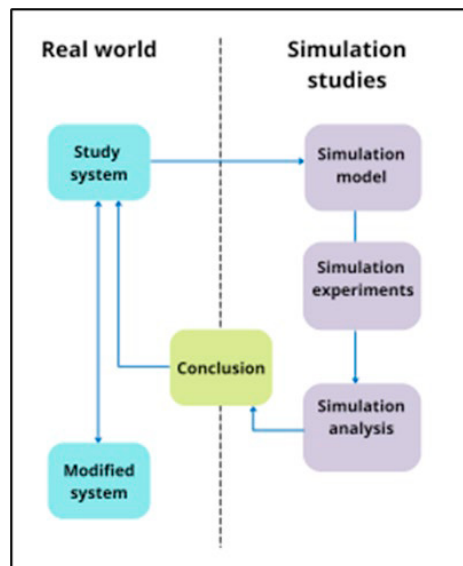 Real world
Simulation
studies
Study
system
Simulation
model
Simulation
experiments
Conclusion
Simulation
analysis
Modified
system